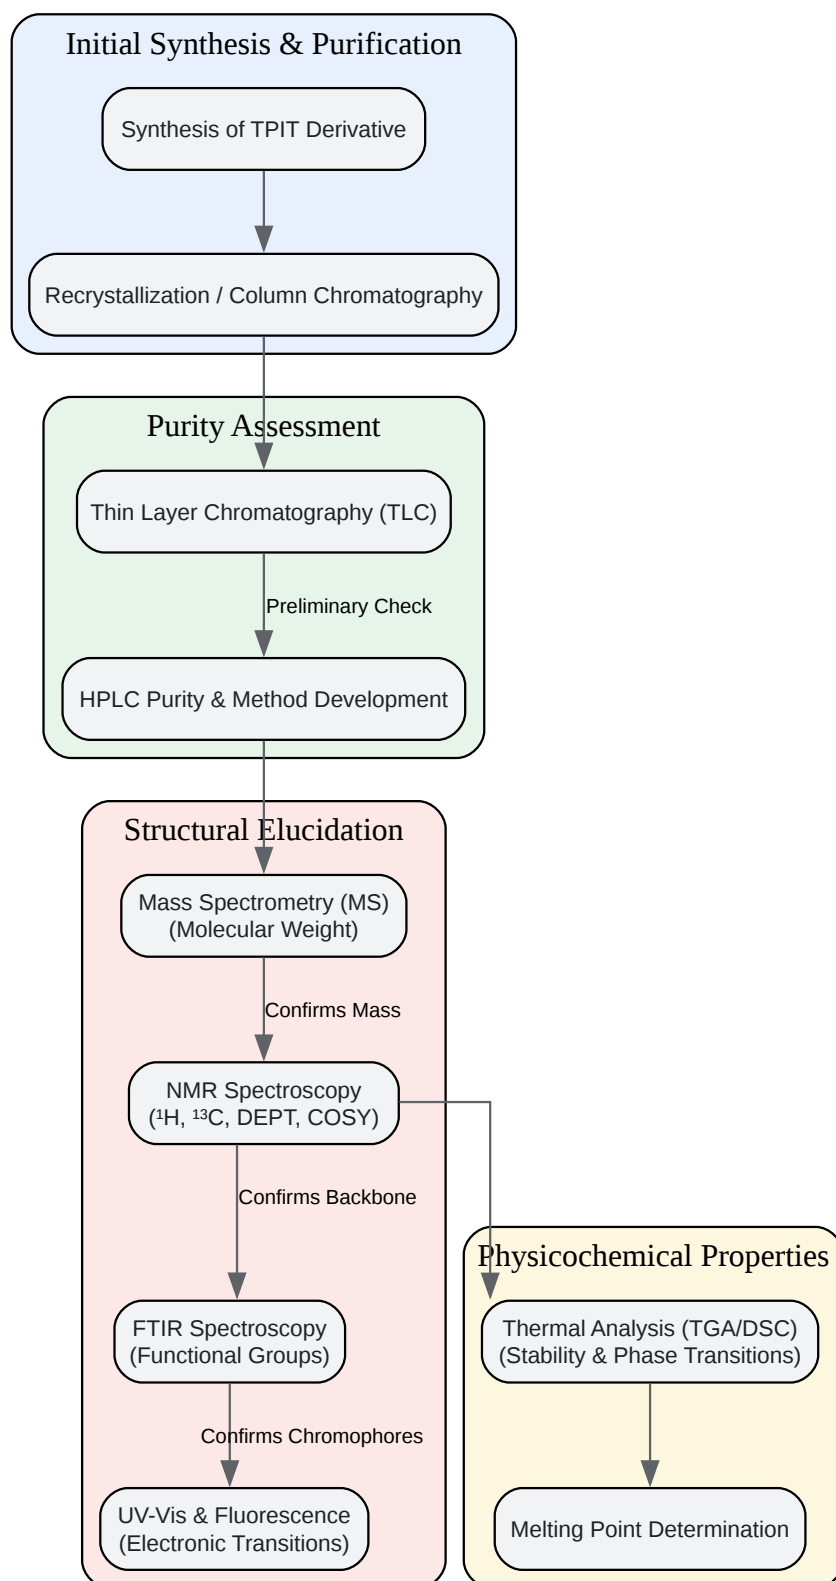 Initial Synthesis & Purification
Synthesis of TPIT Derivative
Recrystallization / Column Chromatography
Purity Assessment
Thin Layer Chromatography (TLC)
Preliminary Check
HPLC Purity & Method Development
Structural Elucidation
Mass Spectrometry (MS)
(Molecular Weight)
Confirms Mass
NMR Spectroscopy
(¹H, ¹³C, DEPT, COSY)
Confirms Backbone
FTIR Spectroscopy
(Functional Groups)
Confirms Chromophores
UV-Vis & Fluorescence
(Electronic Transitions)
Physicochemical Properties
Thermal Analysis (TGA/DSC)
(Stability & Phase Transitions)
Melting Point Determination